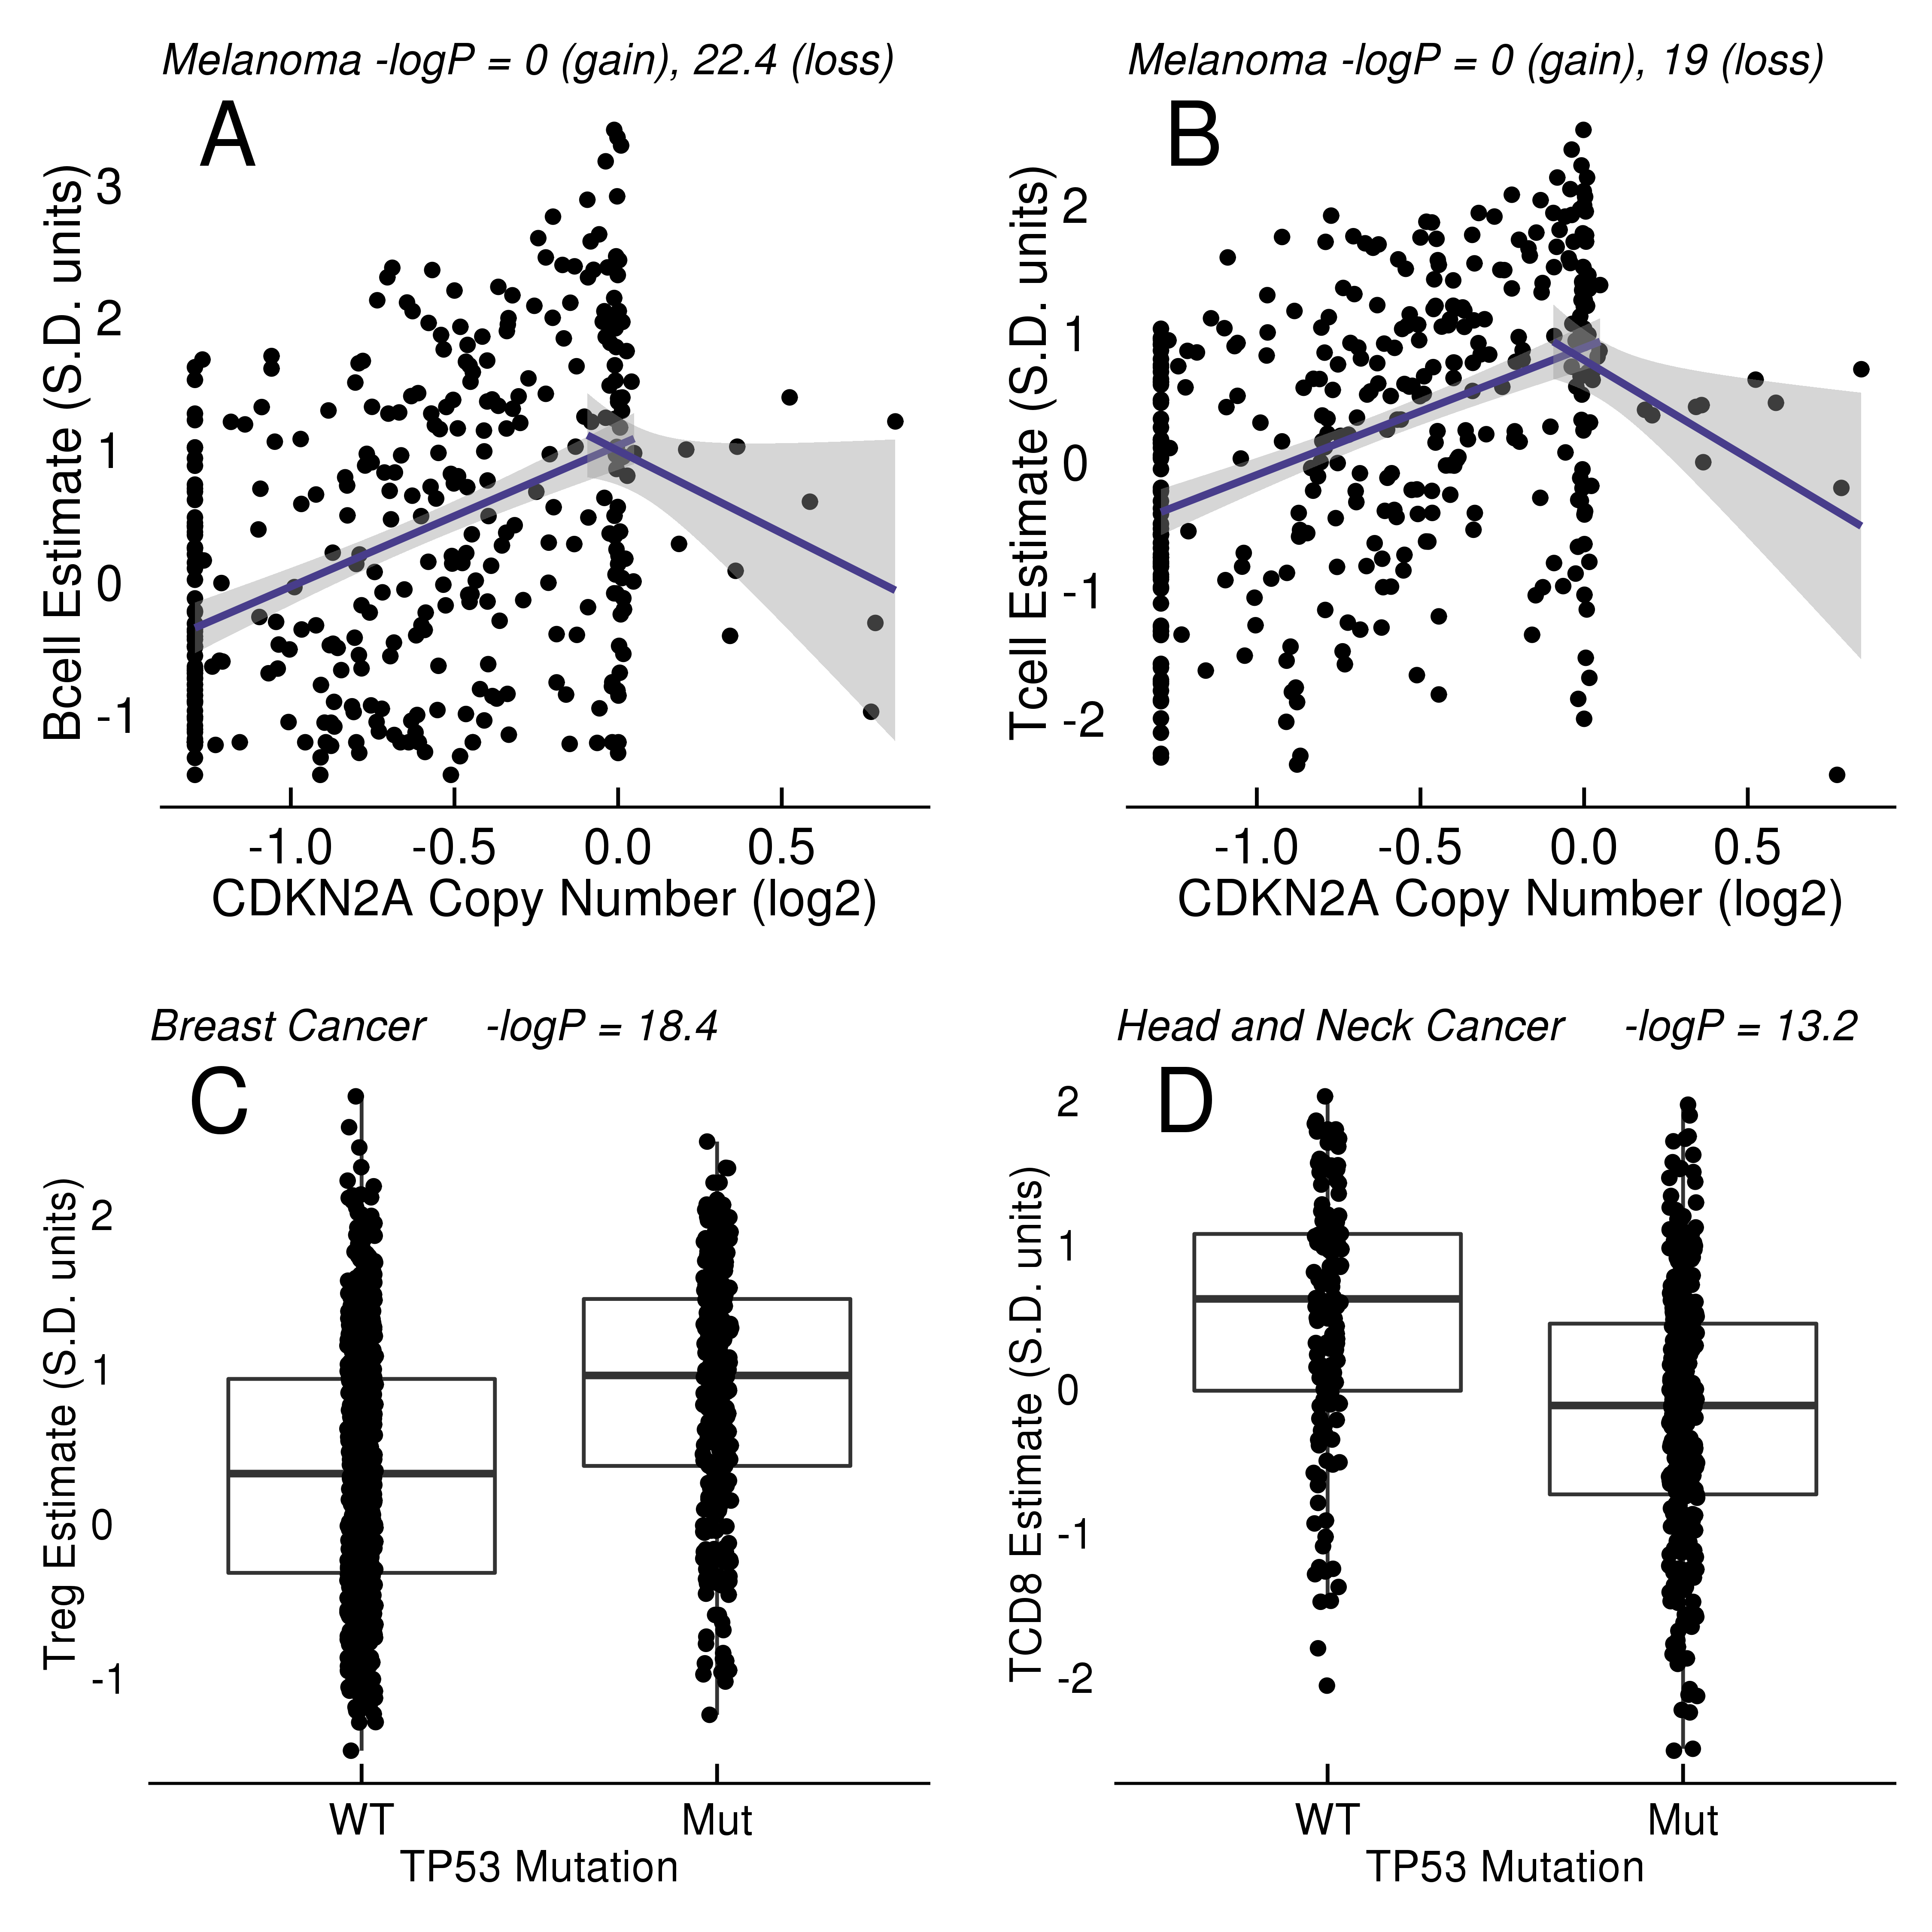 Melanoma -logP = 0 (gain), 22.4 (loss)
A
Bcell Estimate (S.D. units)
3
2
1
0
-1
-1.0 -0.5 0.0 0.5
CDKN2A Copy Number (log2)
Melanoma -logP = 0 (gain), 19 (loss)
B
Tcell Estimate (S.D. units)
2
1
0
-1
-2
-1.0 -0.5 0.0 0.5
CDKN2A Copy Number (log2)
Breast Cancer -logP = 18.4
C
Treg Estimate (S.D. units)
2
1
0
-1
WT Mut
TP53 Mutation
Head and Neck Cancer -logP = 13.2
D
TCD8 Estimate (S.D. units)
2
1
0
-1
-2
WT Mut
TP53 Mutation